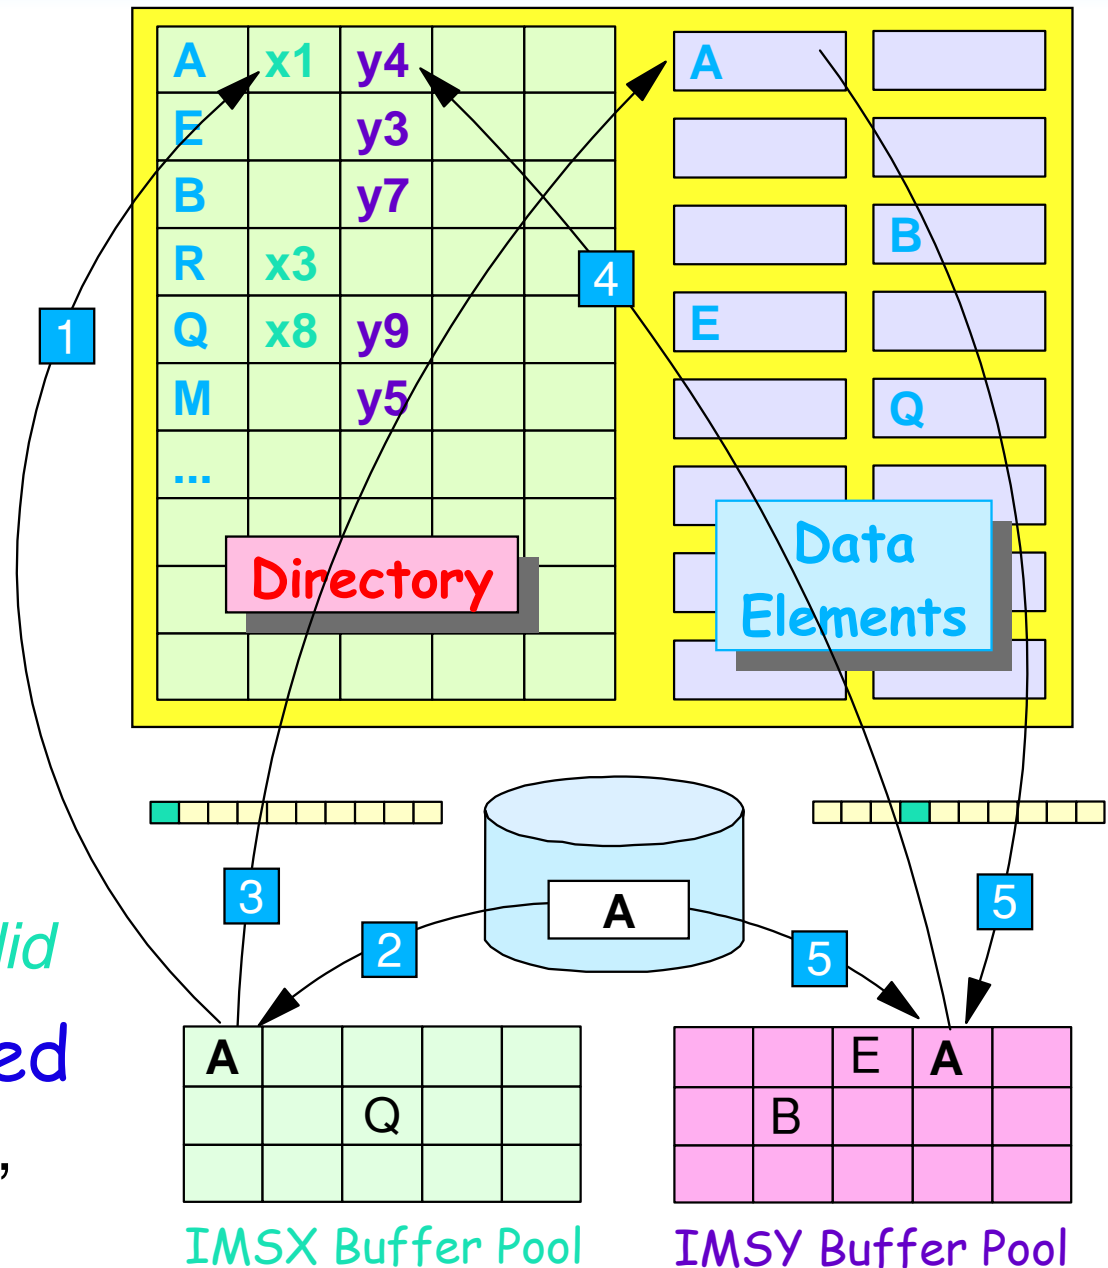 A x1 y4
E y3
B y7
R x3
Q x8 y9
M y5
...
Directory
A
B
E
Q
Data
Elements
1
4
3
2
5
5
A
lid
ed
,
A
Q
E A
B
IMSX Buffer Pool
IMSY Buffer Pool